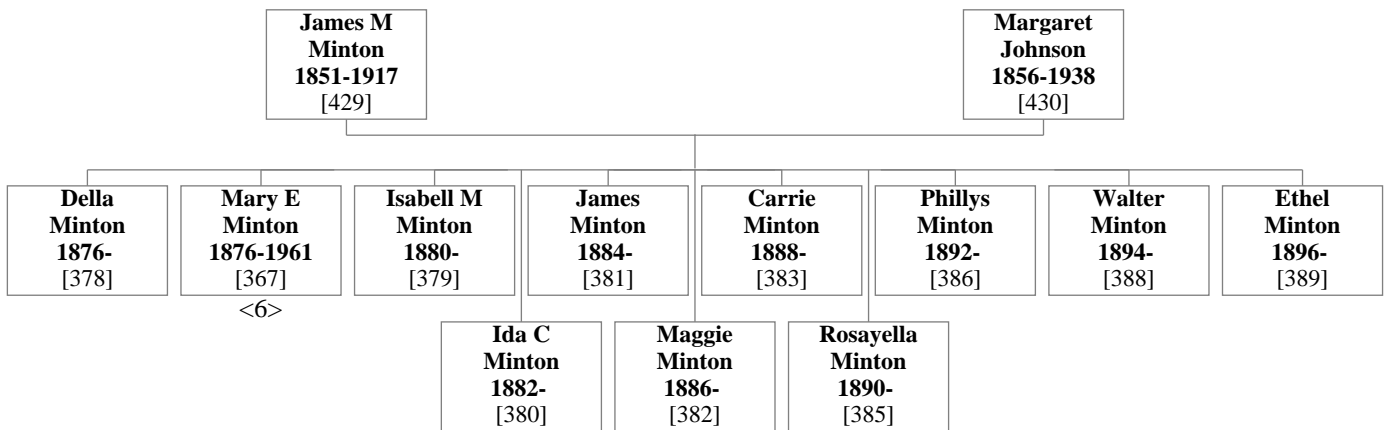 James M
Minton
1851-1917
[429]
Margaret
Johnson
1856-1938
[430]
Della
Minton
1876-
[378]
Mary E
Minton
1876-1961
[367]
<6>
Isabell M
Minton
1880-
[379]
James
Minton
1884-
[381]
Carrie
Minton
1888-
[383]
Phillys
Minton
1892-
[386]
Walter
Minton
1894-
[388]
Ethel
Minton
1896-
[389]
Ida C
Minton
1882-
[380]
Maggie
Minton
1886-
[382]
Rosayella
Minton
1890-
[385]